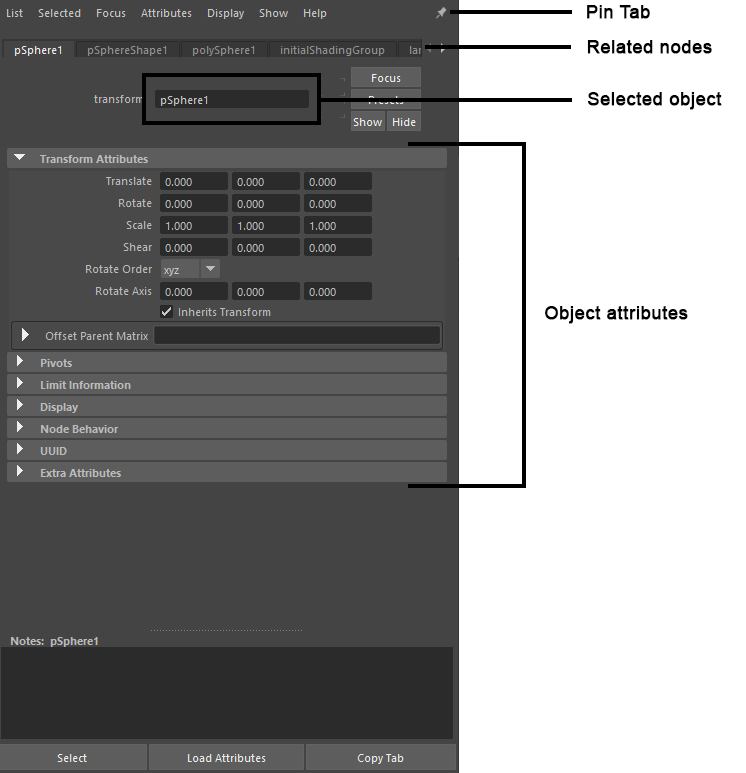 List Selected Focus Attributes Display Show Help
Pin Tab
pSphere1 pSphereShape1 polySphere1 initialShadingGroup lar
Related nodes
Focus
transform: pSphere1
Presets
Selected object
Show Hide
Transform Attributes
Translate 0.000 0.000 0.000
Rotate 0.000 0.000 0.000
Scale 1.000 1.000 1.000
Shear 0.000 0.000 0.000
Rotate Order xyz
Rotate Axis 0.000 0.000 0.000
Inherits Transform
Object attributes
Offset Parent Matrix
Pivots
Limit Information
Display
Node Behavior
UUID
Extra Attributes
Notes: pSphere1
Select Load Attributes Copy Tab